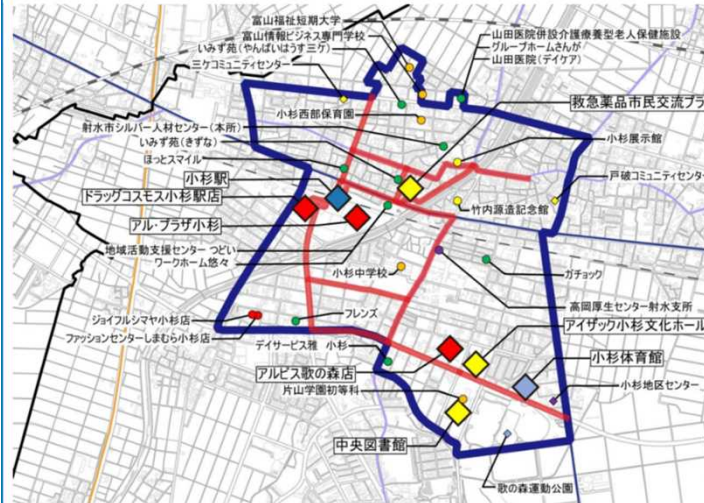 富山福祉短期大学
富山情報ビジネス専門学校
いみず苑(やんばいはうす三ケ)
三ケコミュニティセンター
山田医院併設介護療養型老人保健施設
グループホームさんが
山田医院(デイケア)
救急薬品市民交流プラ
小杉西部保育園
射水市シルバー人材センター(本所)
いみず苑(きずな)
ほっとスマイル
小杉展示館
小杉駅
ドラッグコスモス小杉駅店
アル・プラザ小杉
戸破コミュニティセンター
竹内源造記念館
地域活動支援センター つどい
ワークホーム悠々
小杉中学校
ガチョック
高岡厚生センター射水支所
ジョイフルシマヤ小杉店
ファッションセンターしまむら小杉店
フレンズ
アイザック小杉文化ホール
デイサービス雅 小杉
小杉体育館
アルビス歌の森店
片山学園初等科
小杉地区センター
中央図書館
歌の森運動公園